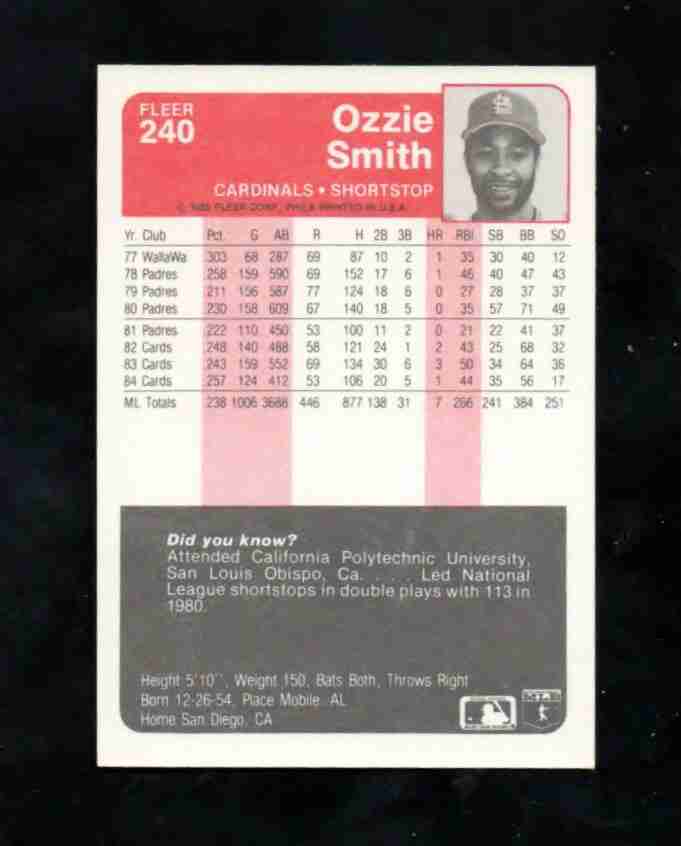 FLEER
240
Ozzie
Smith
CARDINALS • SHORTSTOP
© 1985 FLEER CORP., PHILA PRINTED IN U.S.A.
Yr. Club Pct. G AB R H 2B 3B HR RBI SB BB SO
77 WallaWa 303 68 287 69 87 10 2 1 35 30 40 12
78 Padres 258 159 590 69 152 17 6 1 46 40 47 43
79 Padres 211 156 587 77 124 18 6 0 27 28 37 37
80 Padres 230 158 609 67 140 18 5 0 35 57 71 49
81 Padres 222 110 450 53 100 11 2 0 21 22 41 37
82 Cards 248 140 488 58 121 24 1 2 43 25 68 32
83 Cards 243 159 552 69 134 30 6 3 50 34 64 36
84 Cards 257 124 412 53 106 20 5 1 44 35 56 17
ML Totals 238 1006 3688 446 877 138 31 7 266 241 384 251
Did you know?
Attended California Polytechnic University,
San Louis Obispo, Ca. . . . Led National
League shortstops in double plays with 113 in
1980.
Height 5'10", Weight 150, Bats Both, Throws Right
Born 12-26-54, Place Mobile, AL
Home San Diego, CA